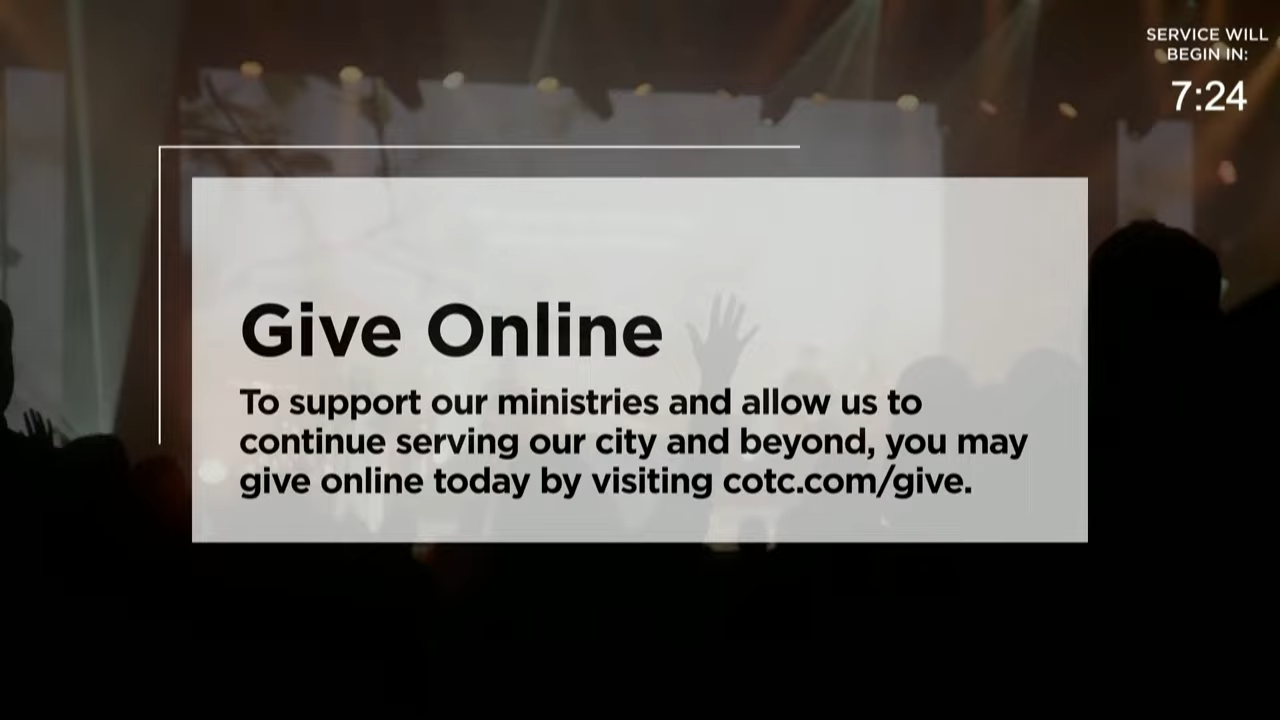 SERVICE WILL
BEGIN IN:
7:24
Give Online
To support our ministries and allow us to
continue serving our city and beyond, you may
give online today by visiting cotc.com/give.